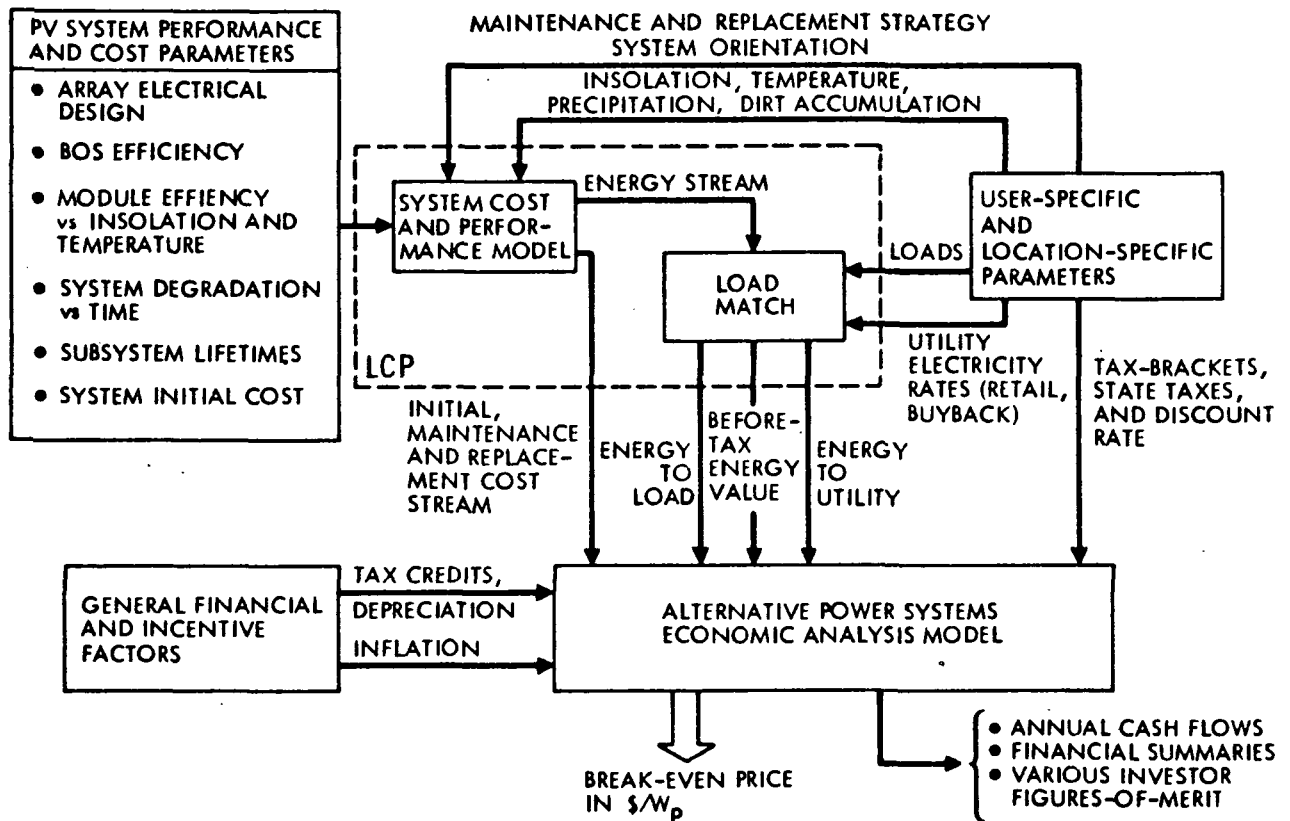 PV SYSTEM PERFORMANCE
AND COST PARAMETERS
• ARRAY ELECTRICAL
DESIGN
• BOS EFFICIENCY
• MODULE EFFIENCY
vs INSOLATION AND
TEMPERATURE
• SYSTEM DEGRADATION
vs TIME
• SUBSYSTEM LIFETIMES
• SYSTEM INITIAL COST
MAINTENANCE AND REPLACEMENT STRATEGY
SYSTEM ORIENTATION
INSOLATION, TEMPERATURE,
PRECIPITATION, DIRT ACCUMULATION
SYSTEM COST
AND PERFOR-
MANCE MODEL
ENERGY STREAM
LOAD
MATCH
LCP
USER-SPECIFIC
AND
LOCATION-SPECIFIC
PARAMETERS
LOADS
UTILITY
ELECTRICITY
RATES (RETAIL,
BUYBACK)
TAX-BRACKETS,
STATE TAXES,
AND DISCOUNT
RATE
INITIAL,
MAINTENANCE
AND REPLACE-
MENT COST
STREAM
ENERGY
TO
LOAD
BEFORE-
TAX
ENERGY
VALUE
ENERGY
TO
UTILITY
GENERAL FINANCIAL
AND INCENTIVE
FACTORS
TAX CREDITS,
DEPRECIATION
INFLATION
ALTERNATIVE POWER SYSTEMS
ECONOMIC ANALYSIS MODEL
BREAK-EVEN PRICE
IN $/Wp
• ANNUAL CASH FLOWS
• FINANCIAL SUMMARIES
• VARIOUS INVESTOR
FIGURES-OF-MERIT